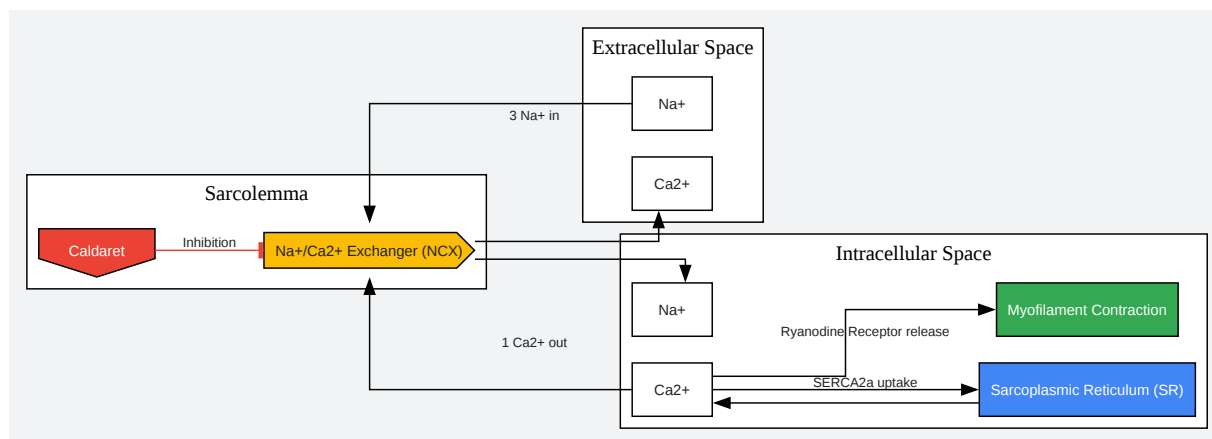 Extracellular Space
Na+
3 Na+ in
Ca2+
Sarcolemma
Caldaret
Inhibition
Na+/Ca2+ Exchanger (NCX)
Intracellular Space
Na+
Myofilament Contraction
Ryanodine Receptor release
1 Ca2+ out
Ca2+
SERCA2a uptake
Sarcoplasmic Reticulum (SR)